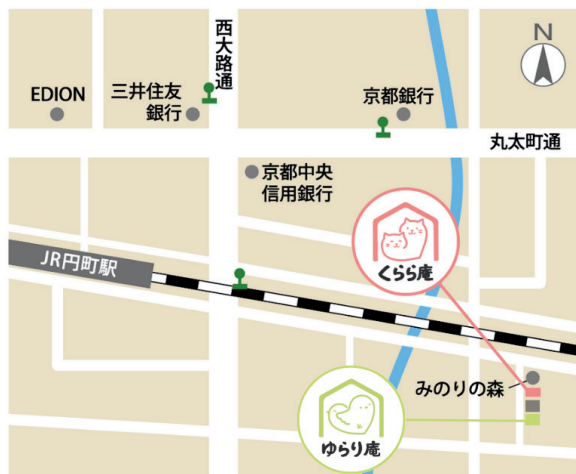 西大路通
N
EDION
三井住友
銀行
京都銀行
丸太町通
京都中央
信用銀行
くらら庵
JR円町駅
みのりの森
ゆらり庵